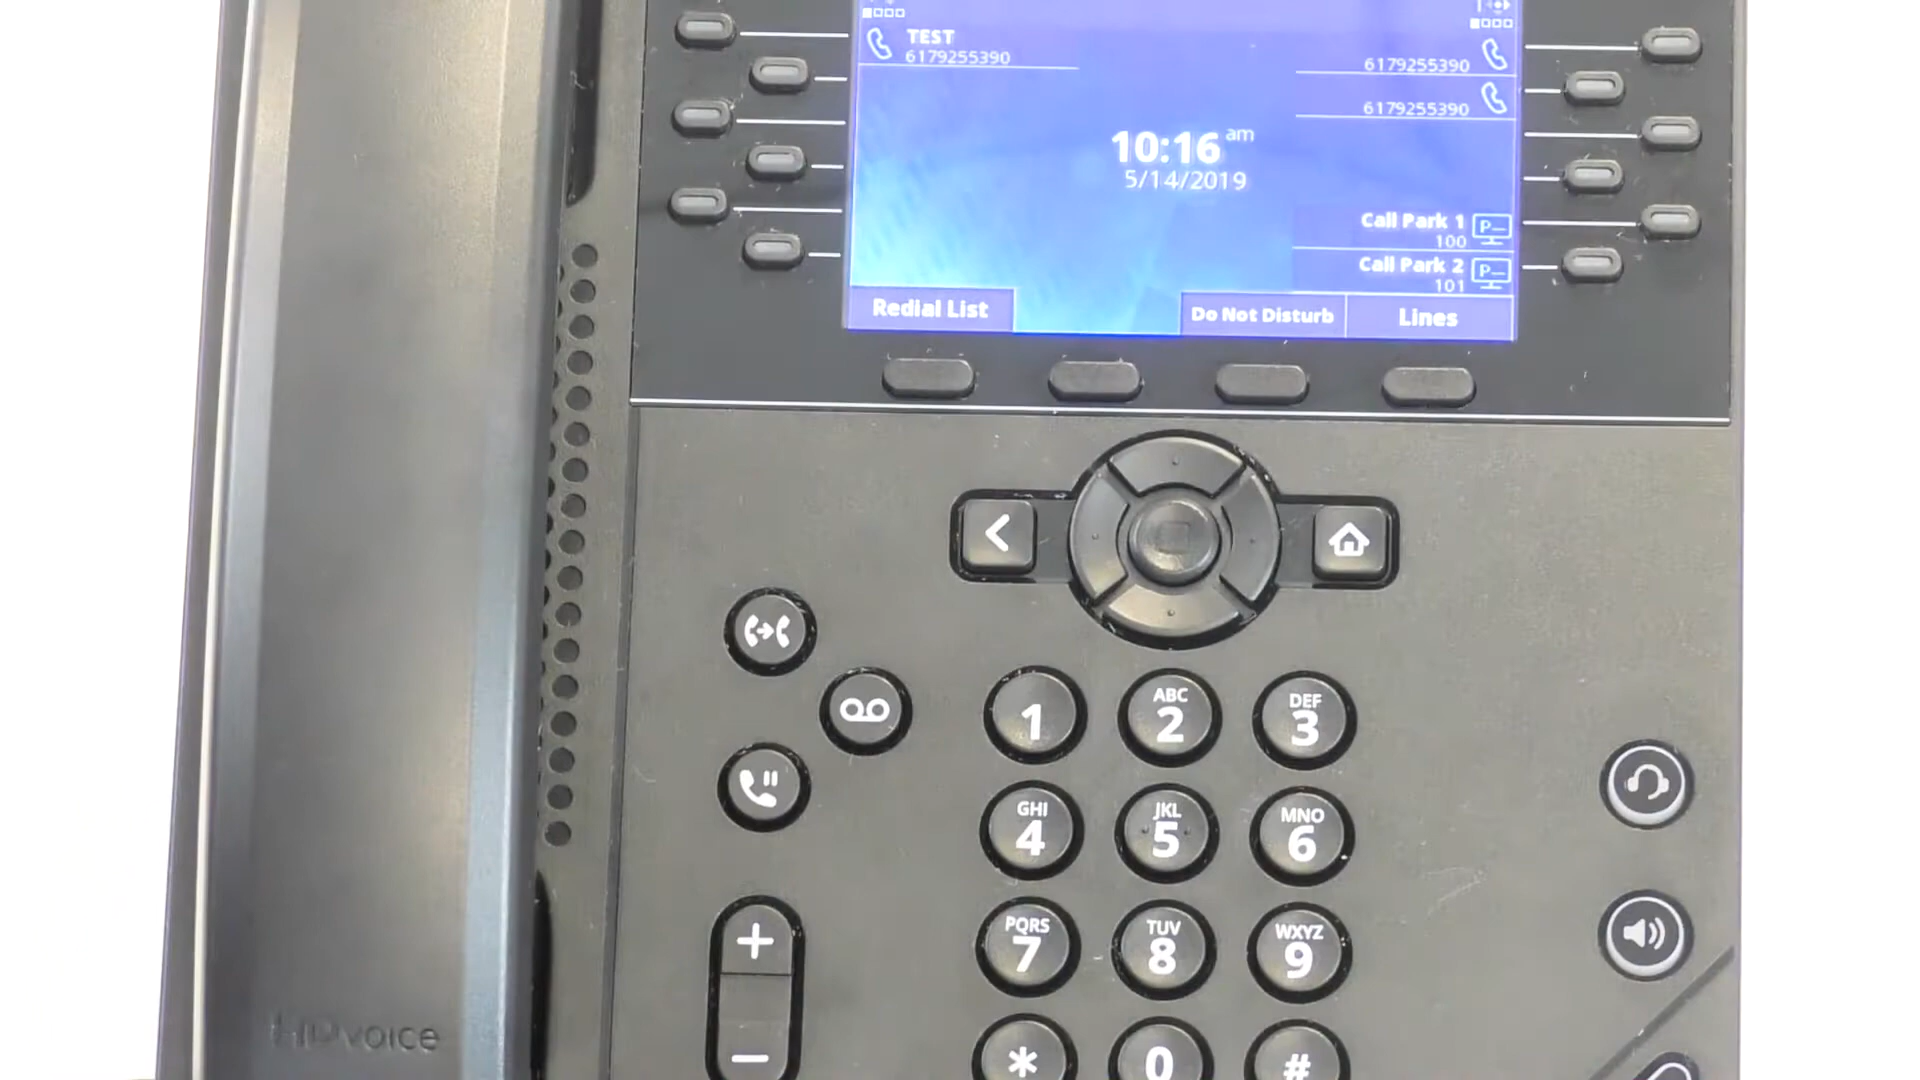 TEST
6179255390
6179255390
6179255390
10:16 am
5/14/2019
Call Park 1
100
Call Park 2
101
Redial List
Do Not Disturb
Lines
1
ABC
2
DEF
3
GHI
4
JKL
5
MNO
6
PQRS
7
TUV
8
WXYZ
9
*
0
#
+
−
HD voice